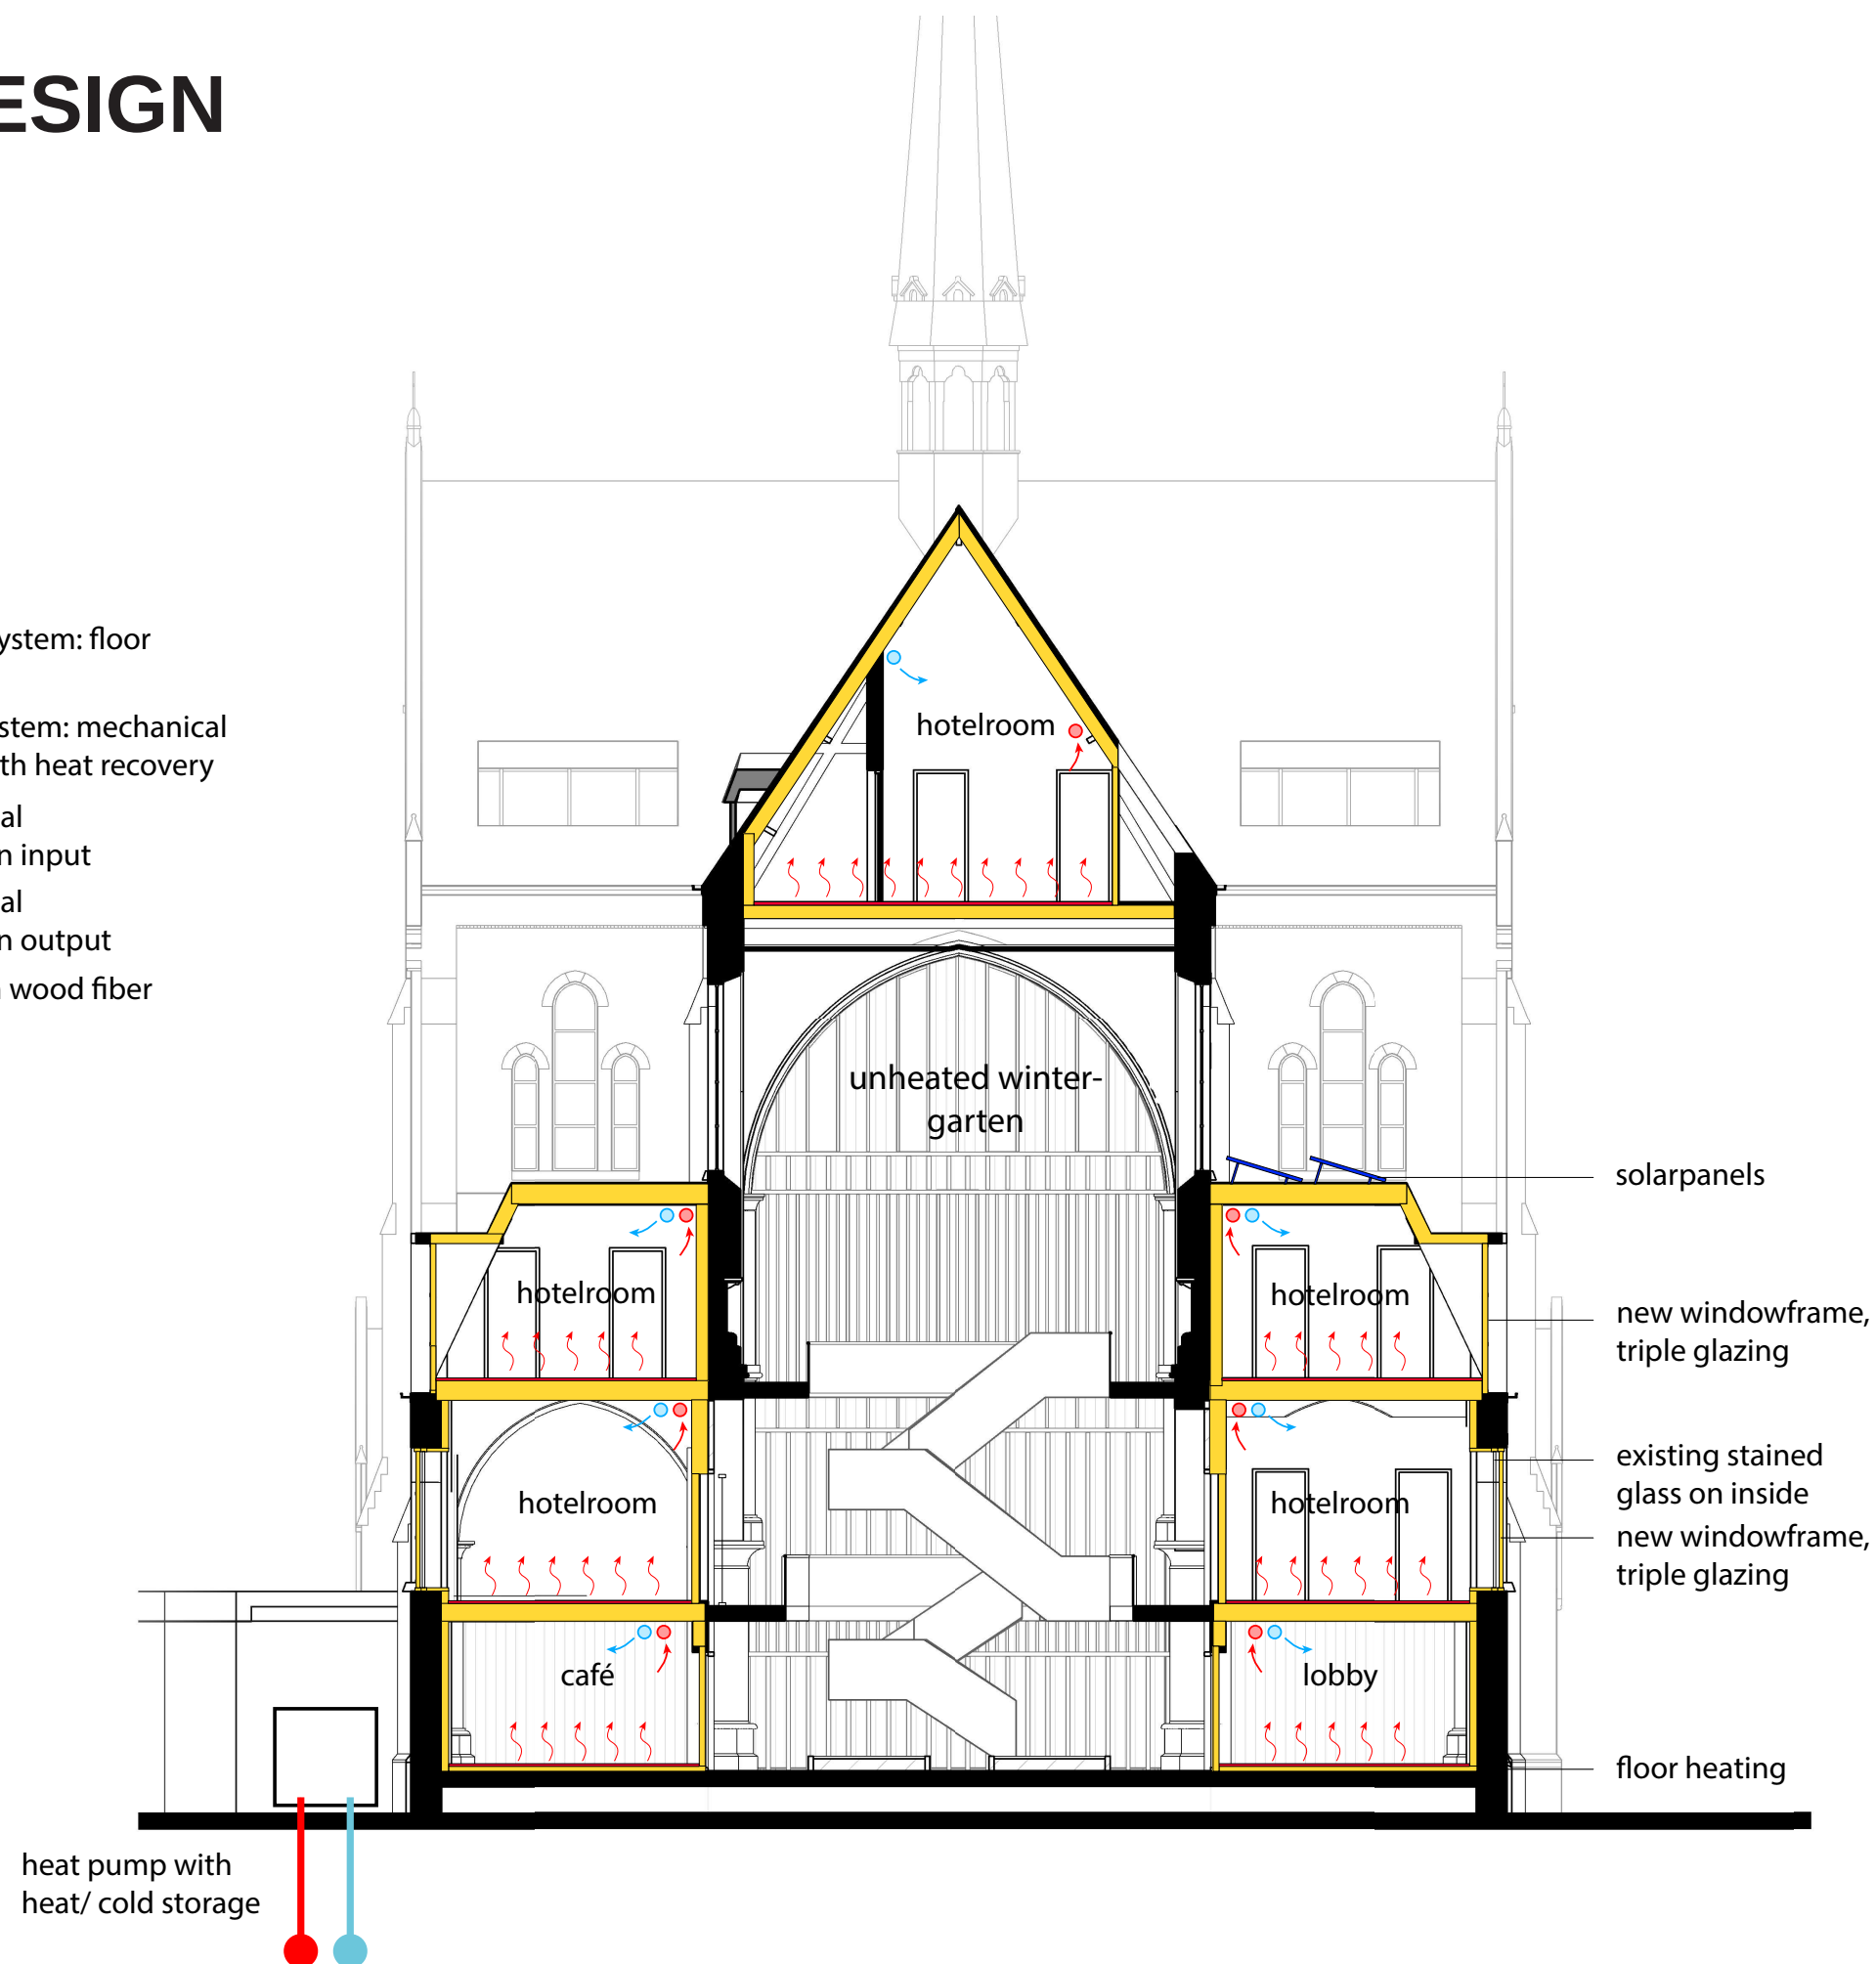 ESIGN
ystem: floor
stem: mechanical
th heat recovery
al
n input
al
n output
n wood fiber
hotelroom
unheated winter-
garten
solarpanels
hotelroom
hotelroom
new windowframe,
triple glazing
existing stained
glass on inside
hotelroom
hotelroom
new windowframe,
triple glazing
café
lobby
floor heating
heat pump with
heat/ cold storage